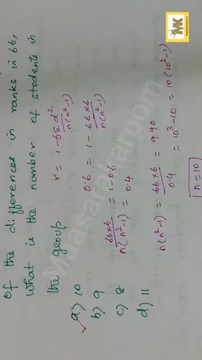 of the differences in ranks in 66,
what is the number of students in
the group
a) 10
b) 9
c) 8
d) 11
r = 1 - 6Σd² / n(n²-1)
0.6 = 1 - 66×6 / n(n²-1)
66×6 / n(n²-1) = 1 - 0.6
= 0.4
n(n²-1) = 66×6 / 0.4 = 990
= 10³-10 = 10(10²-1)
n=10
MK